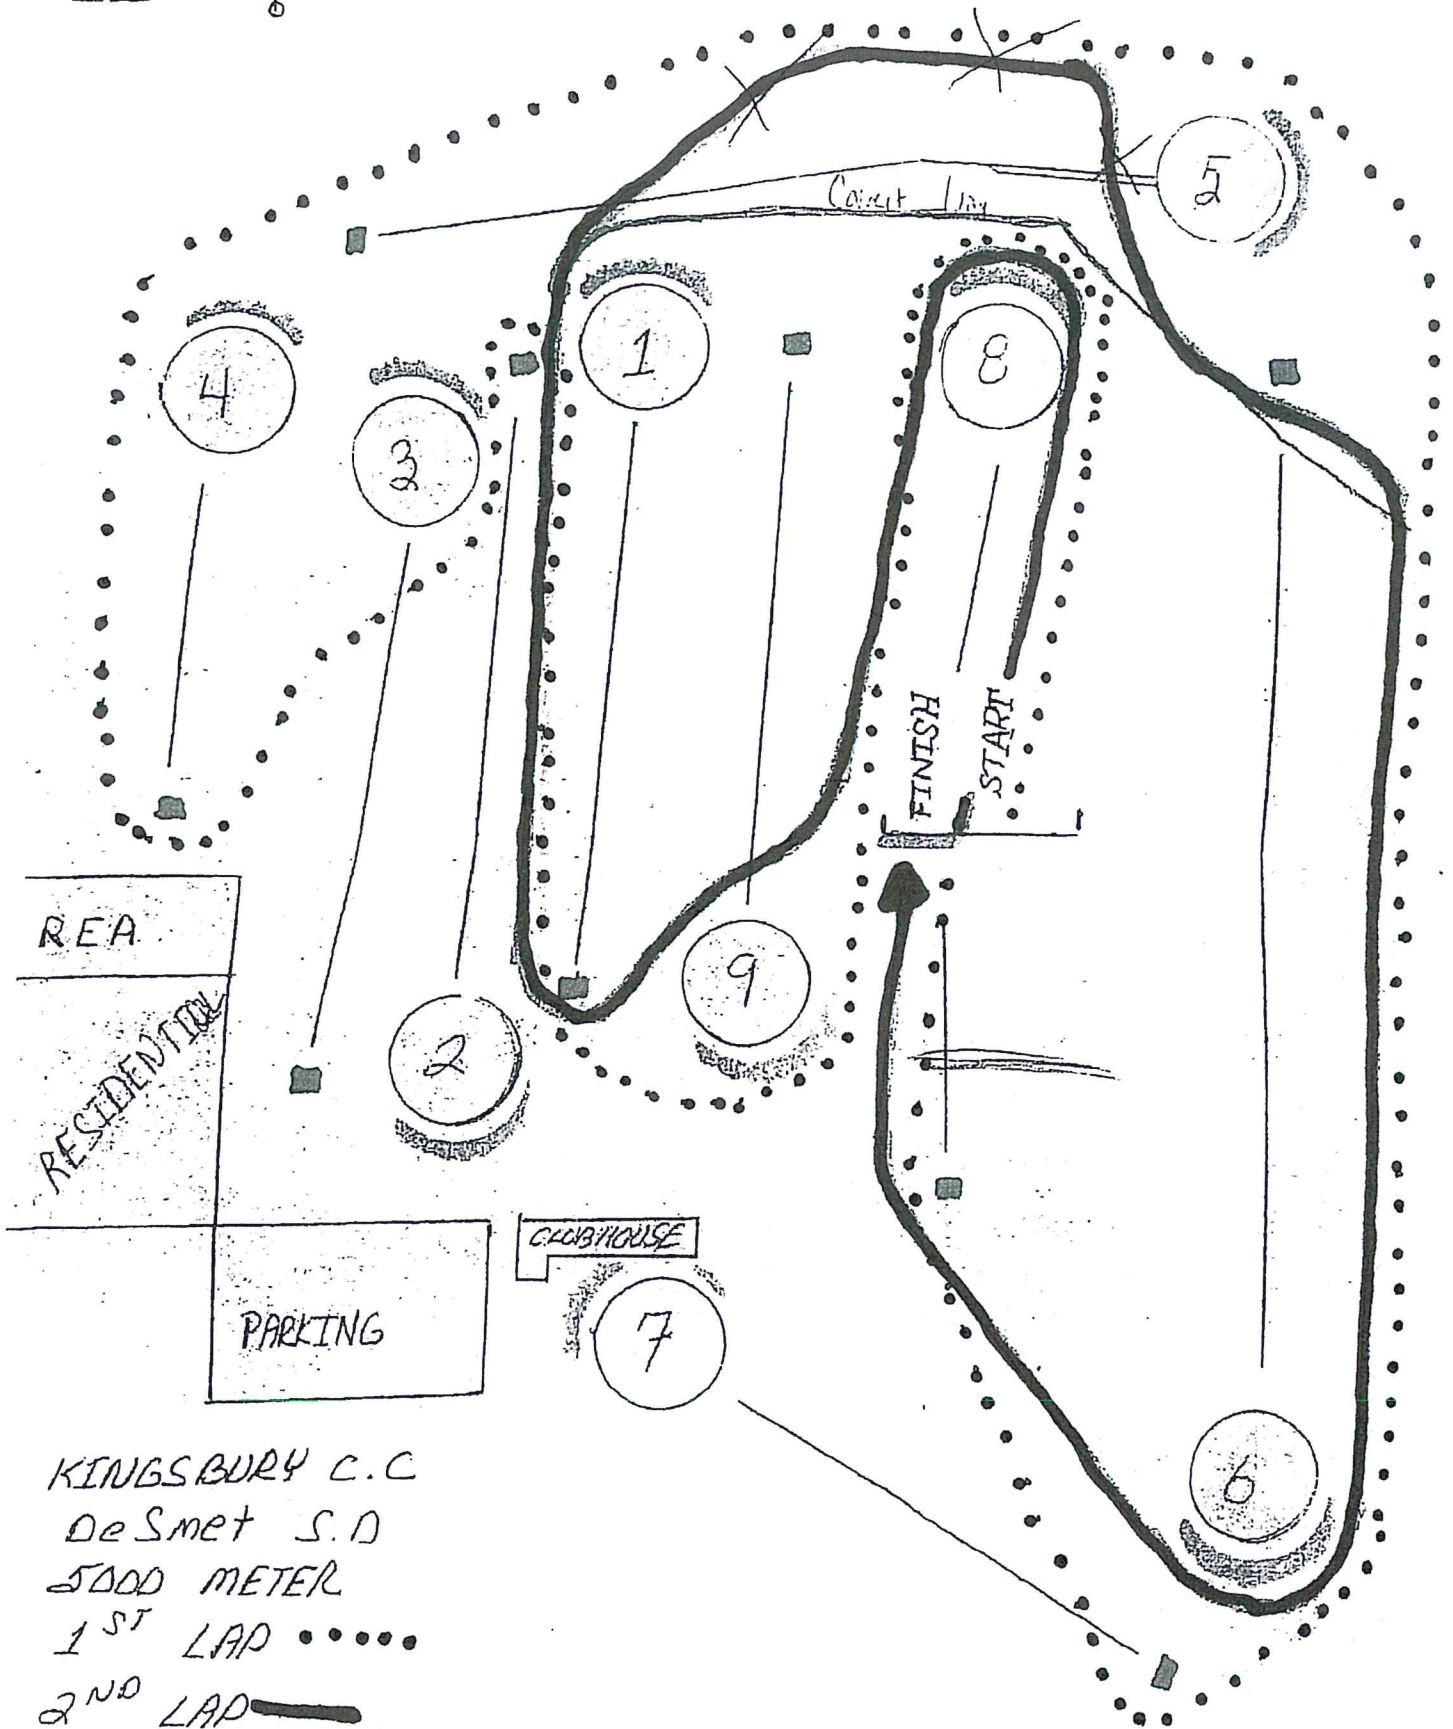 5
Correct Line
1
8
4
3
FINISH
START
REA
RESIDENTIAL
9
2
CLUBHOUSE
PARKING
7
6
KINGSBURY C.C
DeSmet S.D
5000 METER
1ST LAP
2ND LAP